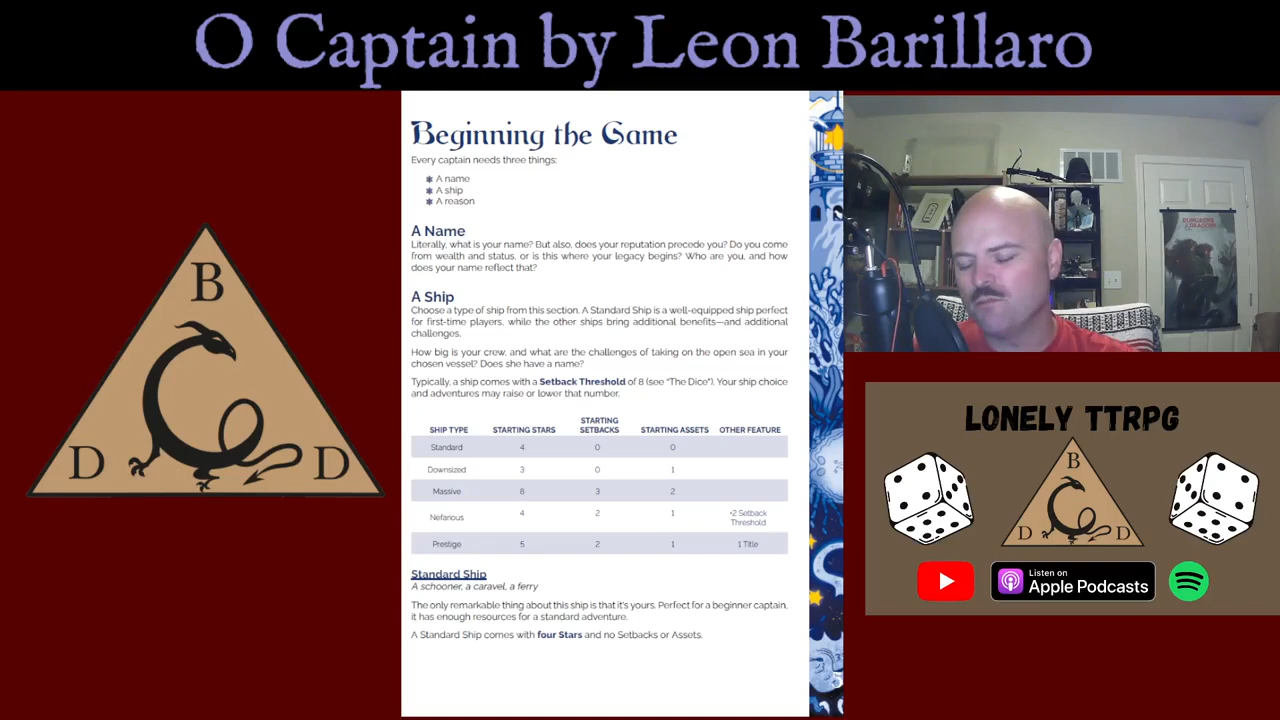 O Captain by Leon Barillaro
Beginning the Game
Every captain needs three things:
A name
A ship
A reason
A Name
Literally, what is your name? But also, does your reputation precede you? Do you come
from wealth and status, or is this where your legacy begins? Who are you, and how
does your name reflect that?
A Ship
Choose a type of ship from this section. A Standard Ship is a well-equipped ship perfect
for first-time players, while the other ships bring additional benefits—and additional
challenges.
How big is your crew, and what are the challenges of taking on the open sea in your
chosen vessel? Does she have a name?
Typically, a ship comes with a Setback Threshold of 8 (see "The Dice"). Your ship choice
and adventures may raise or lower that number.
SHIP TYPE STARTING STARS STARTING SETBACKS STARTING ASSETS OTHER FEATURE
Standard 4 0 0
Downsized 3 0 1
Massive 8 3 2
Nefarious 4 2 1 +2 Setback Threshold
Prestige 5 2 1 1 Title
Standard Ship
A schooner, a caravel, a ferry
The only remarkable thing about this ship is that it's yours. Perfect for a beginner captain,
it has enough resources for a standard adventure.
A Standard Ship comes with four Stars and no Setbacks or Assets.
B
D D
DUNGEONS
& DRAGONS
LONELY TTRPG
B
D D
Listen on
Apple Podcasts